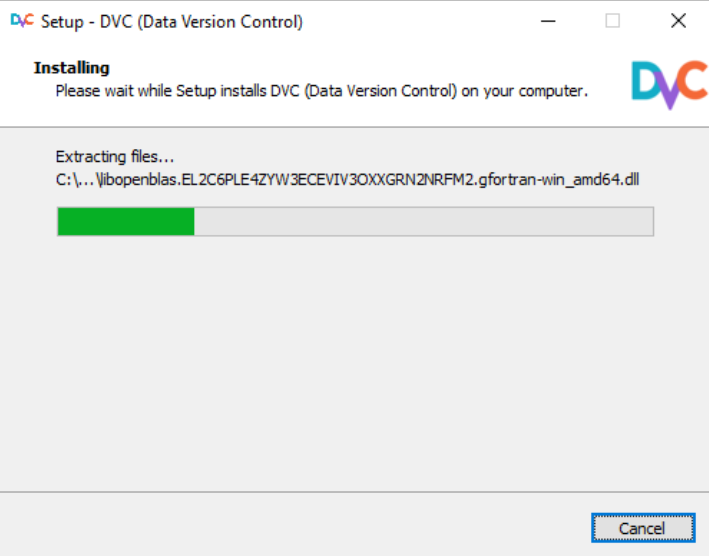 DVC Setup - DVC (Data Version Control)
Installing
Please wait while Setup installs DVC (Data Version Control) on your computer.
DVC
Extracting files...
C:\...\libopenblas.EL2C6PLE4ZYW3ECEVIV3OXXGRN2NRFM2.gfortran-win_amd64.dll
Cancel